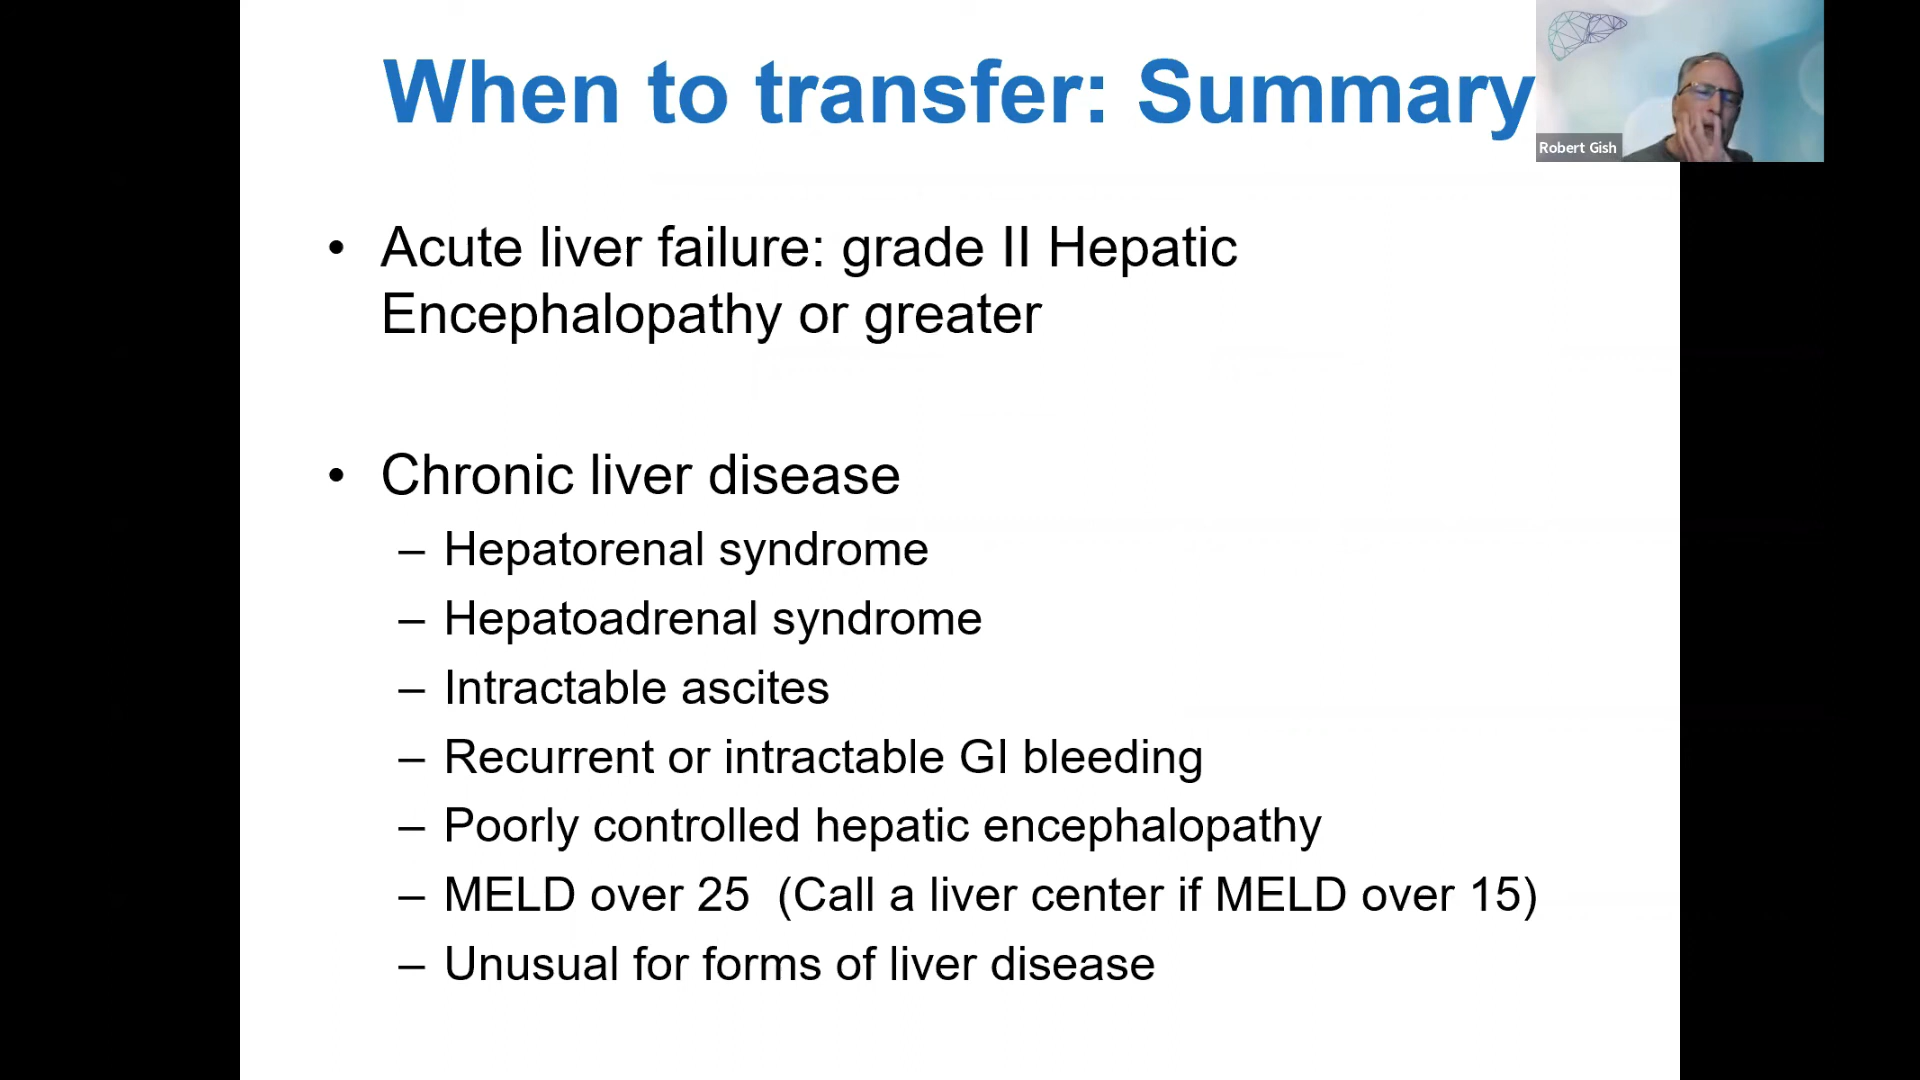 When to transfer: Summary
Robert Gish
• Acute liver failure: grade II Hepatic
Encephalopathy or greater
• Chronic liver disease
– Hepatorenal syndrome
– Hepatoadrenal syndrome
– Intractable ascites
– Recurrent or intractable GI bleeding
– Poorly controlled hepatic encephalopathy
– MELD over 25  (Call a liver center if MELD over 15)
– Unusual for forms of liver disease